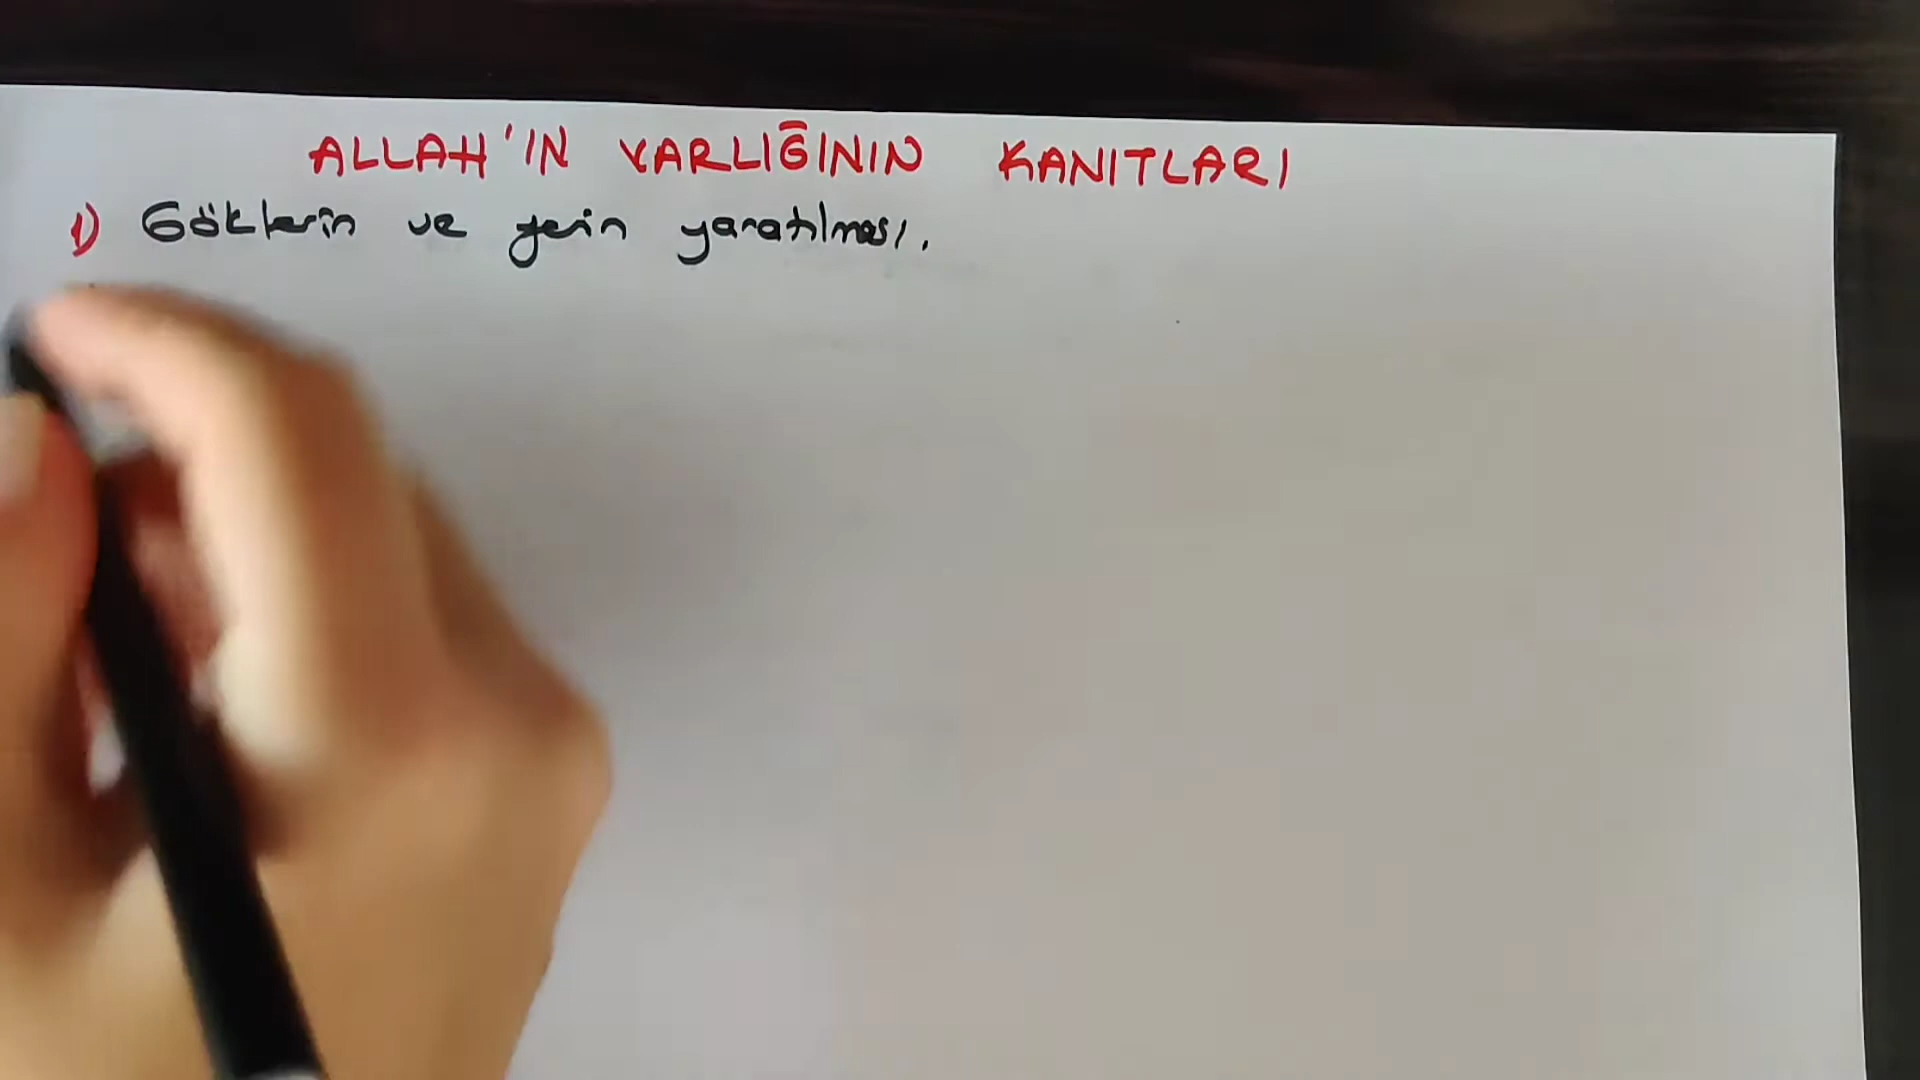 ALLAH'IN VARLIĞININ KANITLARI
1) Göklerin ve yerin yaratılması.